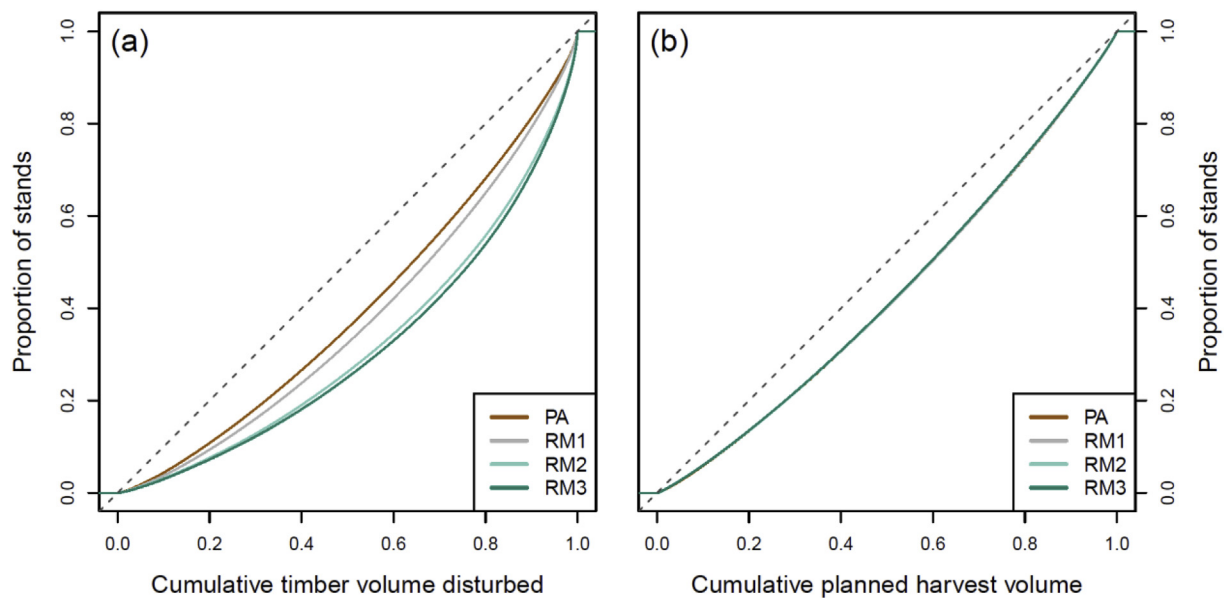 (a)
Proportion of stands
1.0
0.8
0.6
0.4
0.2
0.0
PA
RM1
RM2
RM3
0.0 0.2 0.4 0.6 0.8 1.0
Cumulative timber volume disturbed
(b)
PA
RM1
RM2
RM3
0.0 0.2 0.4 0.6 0.8 1.0
Cumulative planned harvest volume
1.0
0.8
0.6
0.4
0.2
0.0
Proportion of stands